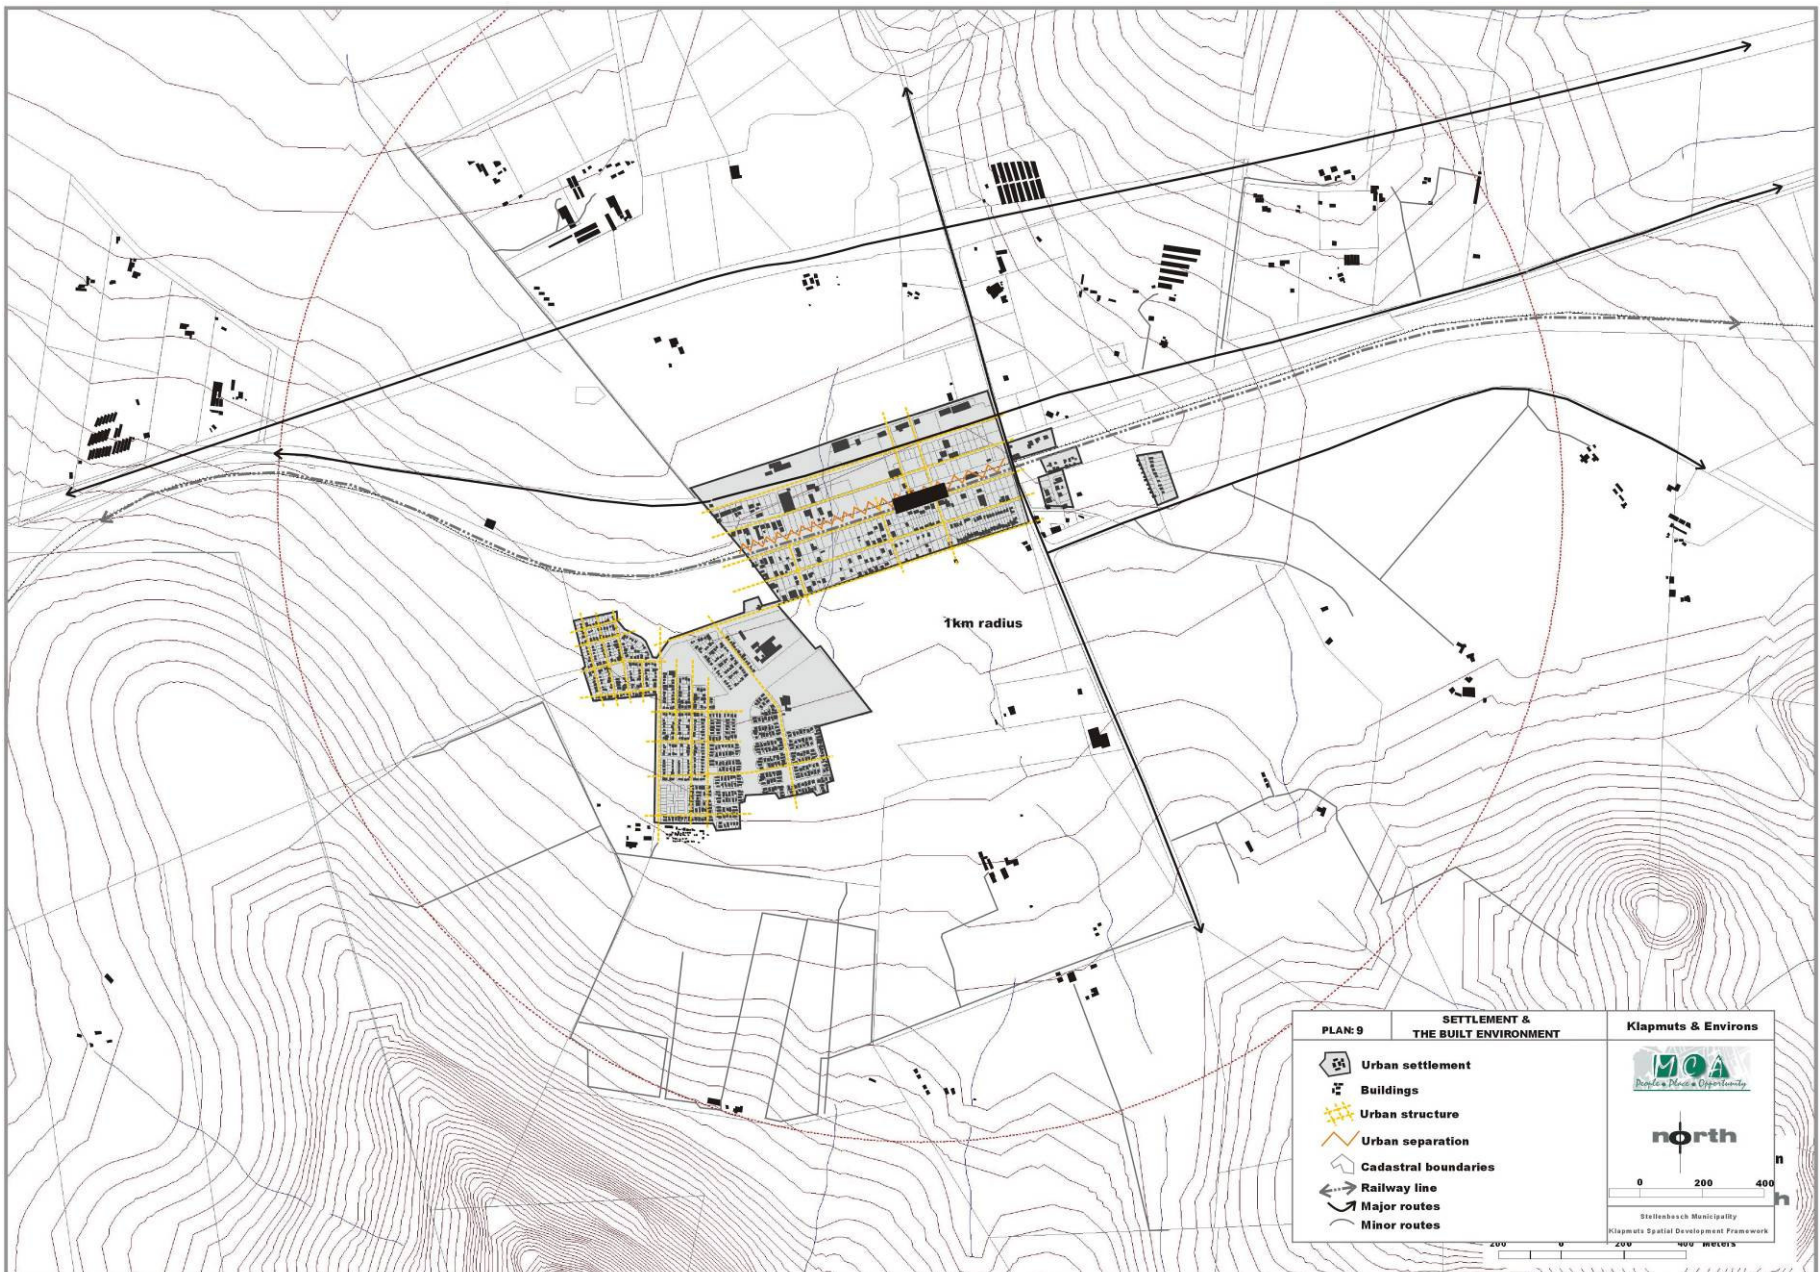 1km radius
PLAN: 9
SETTLEMENT &
THE BUILT ENVIRONMENT
Klapmuts & Environs
Urban settlement
Buildings
Urban structure
Urban separation
Cadastral boundaries
Railway line
Major routes
Minor routes
MCA
People • Place • Opportunity
north
0 200 400
Stellenbosch Municipality
Klapmuts Spatial Development Framework
n
h
200 0 200 400 Meters